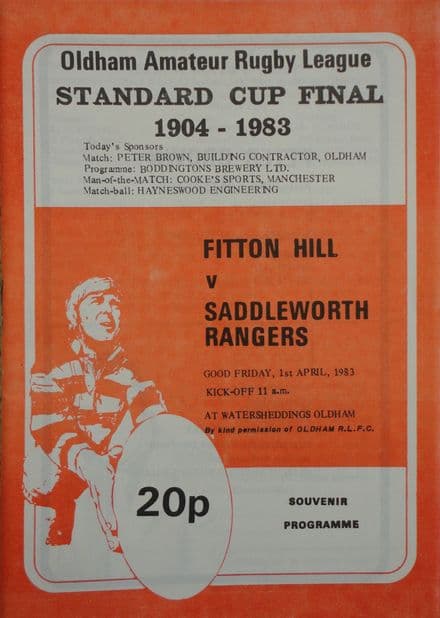 Oldham Amateur Rugby League
STANDARD CUP FINAL
1904 - 1983
Today's Sponsors
Match: PETER BROWN, BUILDING CONTRACTOR, OLDHAM
Programme: BODDINGTONS BREWERY LTD.
Man-of-the-MATCH: COOKE'S SPORTS, MANCHESTER
Match-ball: HAYNESWOOD ENGINEERING
FITTON HILL
V
SADDLEWORTH
RANGERS
GOOD FRIDAY, 1st APRIL, 1983
KICK-OFF 11 a.m.
AT WATERSHEDDINGS OLDHAM
By kind permission of OLDHAM R.L.F.C.
20p
SOUVENIR
PROGRAMME